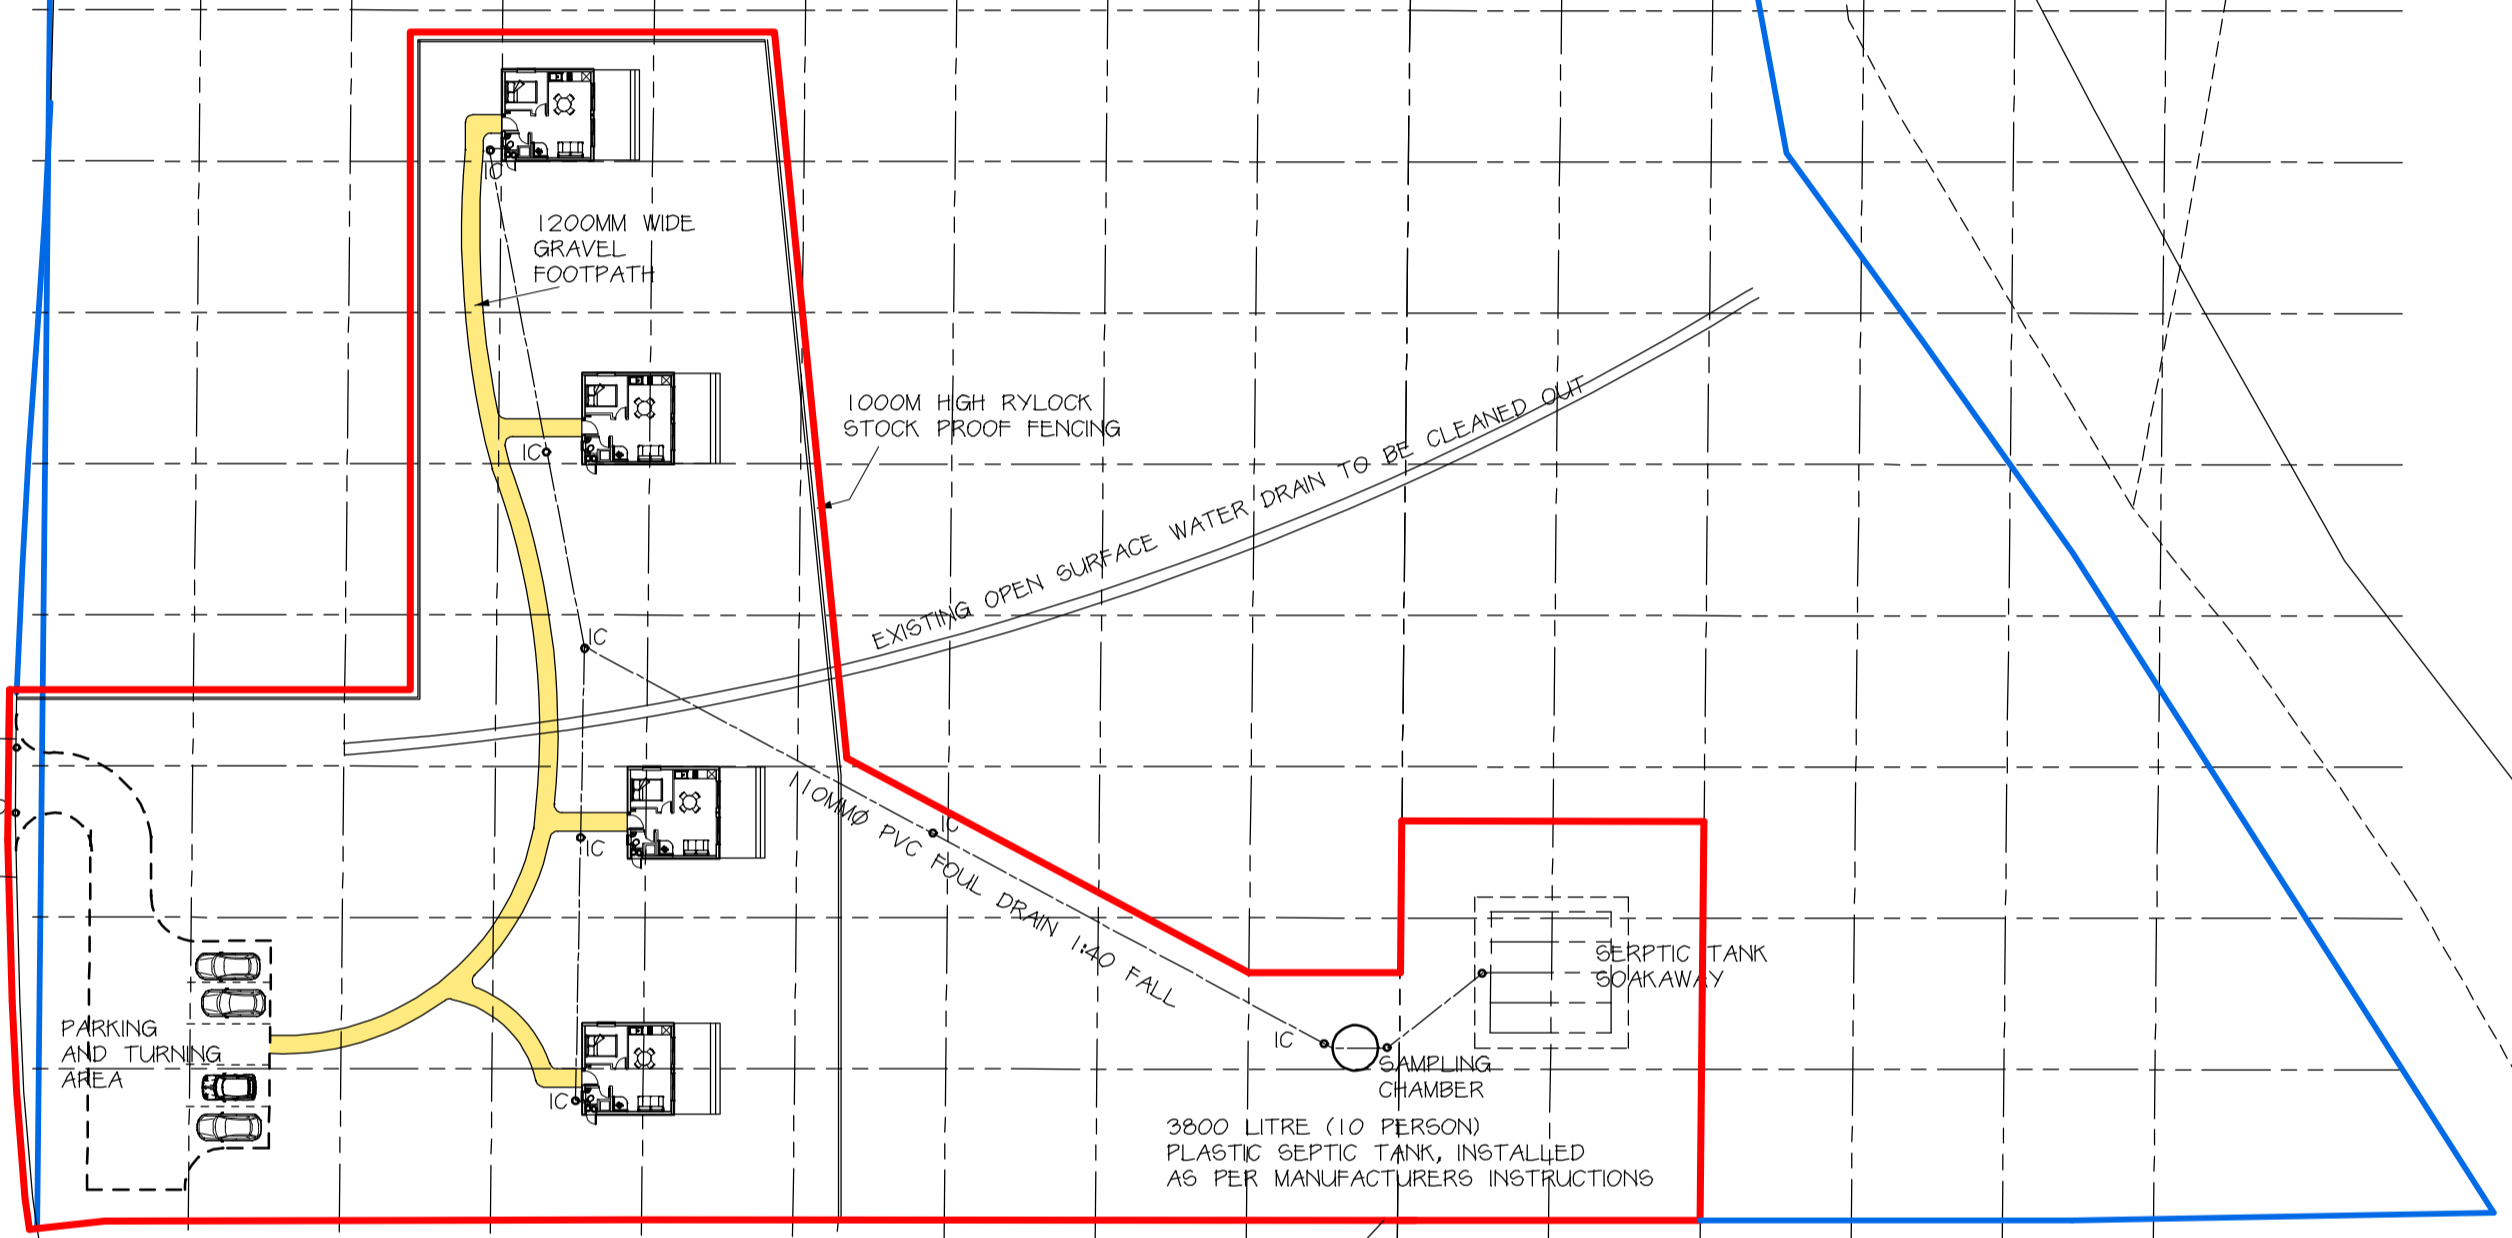 IC
1200MM WIDE
GRAVEL
FOOTPATH
1000M HIGH RYLOCK
STOCK PROOF FENCING
IC
EXISTING OPEN SURFACE WATER DRAIN TO BE CLEANED OUT
IC
110MMØ PVC FOUL DRAIN 1:40 FALL
IC
IC
SERPTIC TANK
SOAKAWAY
PARKING
AND TURNING
AREA
IC
IC
SAMPLING
CHAMBER
3800 LITRE (10 PERSON)
PLASTIC SEPTIC TANK, INSTALLED
AS PER MANUFACTURERS INSTRUCTIONS